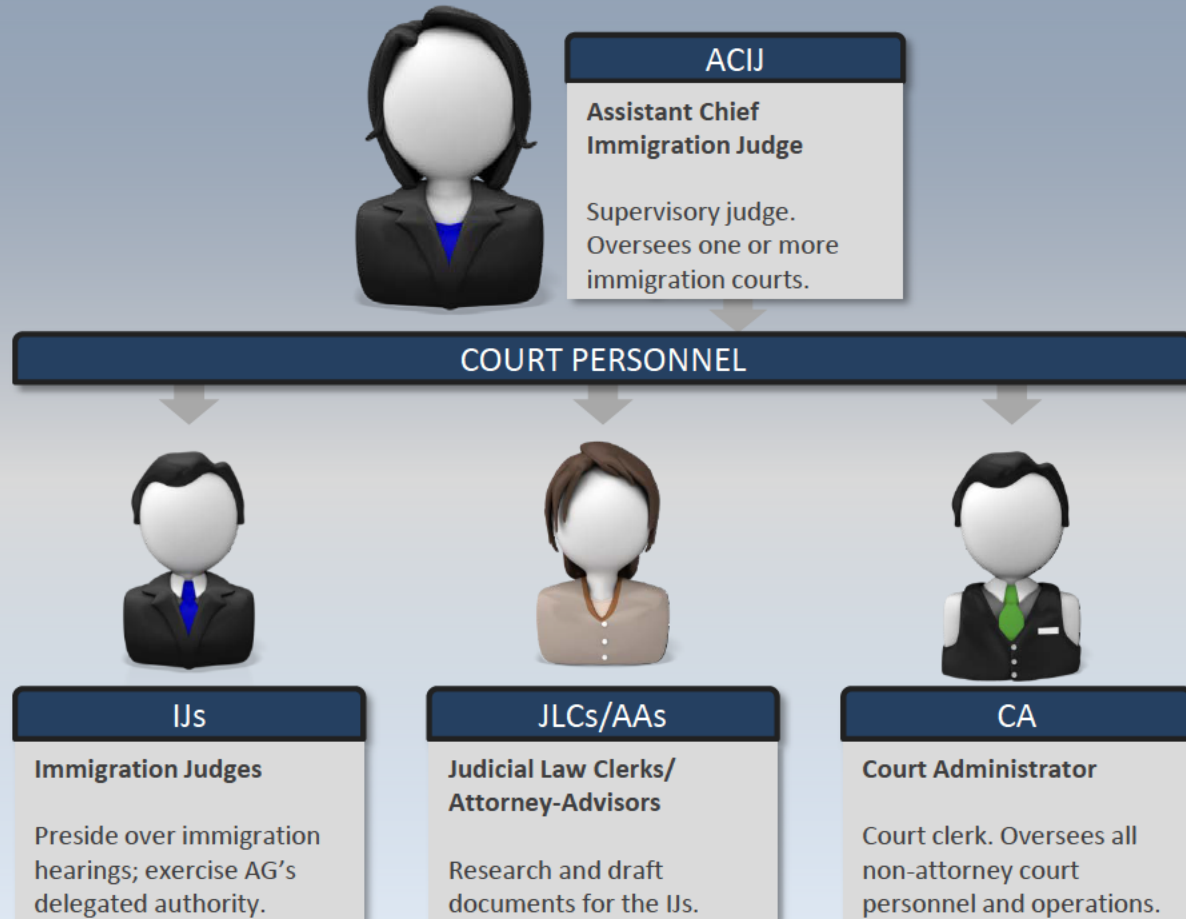 ACIJ
Assistant Chief
Immigration Judge
Supervisory judge.
Oversees one or more
immigration courts.
COURT PERSONNEL
IJs
Immigration Judges
Preside over immigration
hearings; exercise AG’s
delegated authority.
JLCs/AAs
Judicial Law Clerks/
Attorney-Advisors
Research and draft
documents for the IJs.
CA
Court Administrator
Court clerk. Oversees all
non-attorney court
personnel and operations.